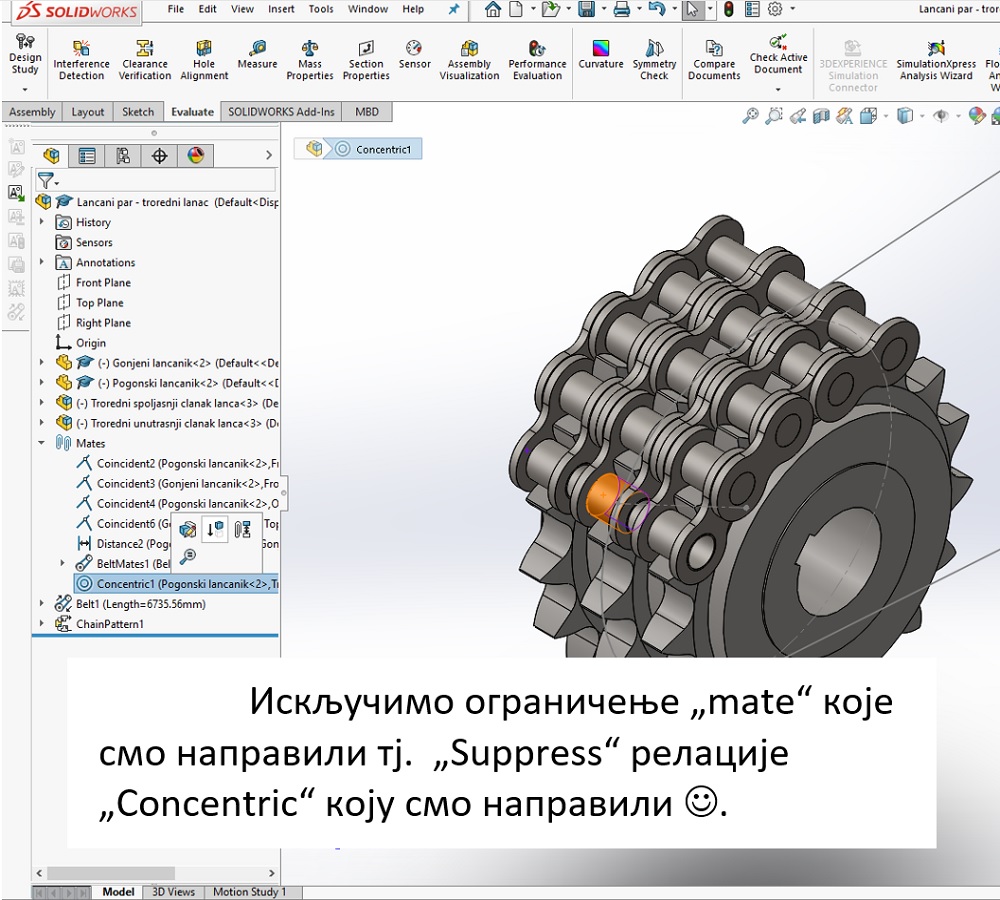 SOLIDWORKS File Edit View Insert Tools Window Help Lancani par - tror
Design Study
Interference Detection
Clearance Verification
Hole Alignment
Measure
Mass Properties
Section Properties
Sensor
Assembly Visualization
Performance Evaluation
Curvature
Symmetry Check
Compare Documents
Check Active Document
3DEXPERIENCE Simulation Connector
SimulationXpress Analysis Wizard
Assembly Layout Sketch Evaluate SOLIDWORKS Add-Ins MBD
Concentric1
Lancani par - troredni lanac (Default<Disp
History
Sensors
Annotations
Front Plane
Top Plane
Right Plane
Origin
(-) Gonjeni lancanik<2> (Default<<De
(-) Pogonski lancanik<2> (Default<<D
(-) Troredni spoljasnji clanak lanca<3> (De
(-) Troredni unutrasnji clanak lanca<3> (D
Mates
Coincident2 (Pogonski lancanik<2>,F
Coincident3 (Gonjeni lancanik<2>,Fro
Coincident4 (Pogonski lancanik<2>,O
Coincident6 (G Top
Distance2 (Pog Gon
BeltMates1 (Bel
Concentric1 (Pogonski lancanik<2>,T
Belt1 (Length=6735.56mm)
ChainPattern1
Искључимо ограничење „mate“ које
смо направили тј. „Suppress“ релације
„Concentric“ коју смо направили ☺.
Model 3D Views Motion Study 1